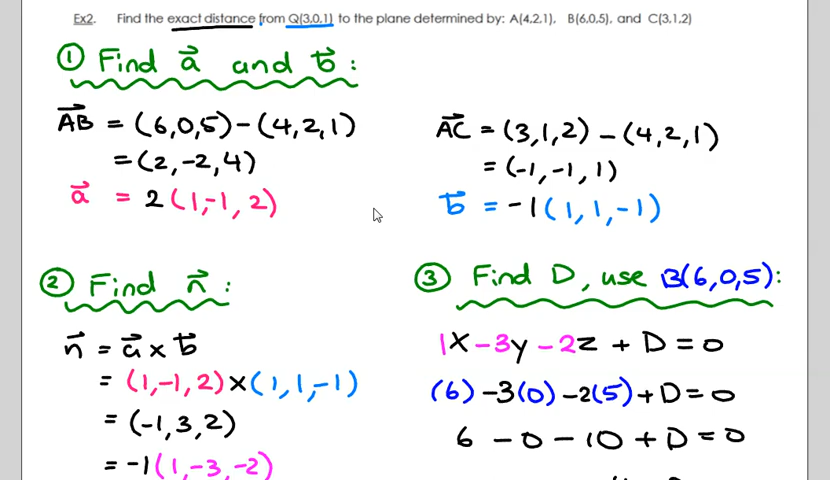 Ex2. Find the exact distance from Q(3,0,1) to the plane determined by: A(4,2,1), B(6,0,5), and C(3,1,2)
① Find a⃗ and b⃗ :
AB⃗ = (6,0,5) - (4,2,1)
= (2,-2,4)
a⃗ = 2(1,-1,2)
AC⃗ = (3,1,2) - (4,2,1)
= (-1,-1,1)
b⃗ = -1(1,1,-1)
② Find n⃗ :
n⃗ = a⃗ x b⃗
= (1,-1,2)×(1,1,-1)
= (-1,3,2)
= -1(1,-3,-2)
③ Find D, use B(6,0,5):
1x - 3y - 2z + D = 0
(6) - 3(0) - 2(5) + D = 0
6 - 0 - 10 + D = 0